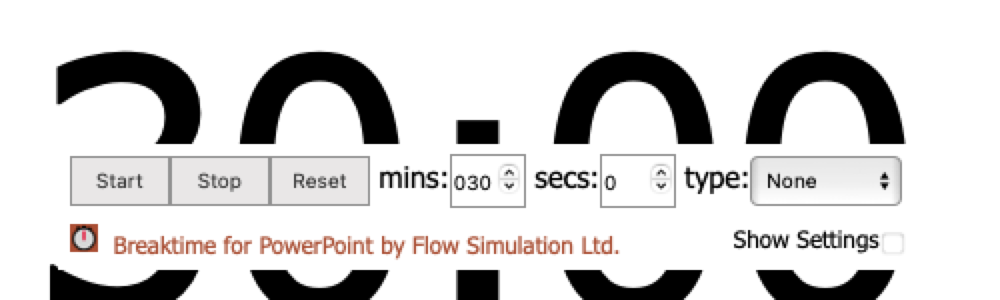 30:00
Start Stop Reset mins: 030 secs: 0 type: None
Breaktime for PowerPoint by Flow Simulation Ltd. Show Settings